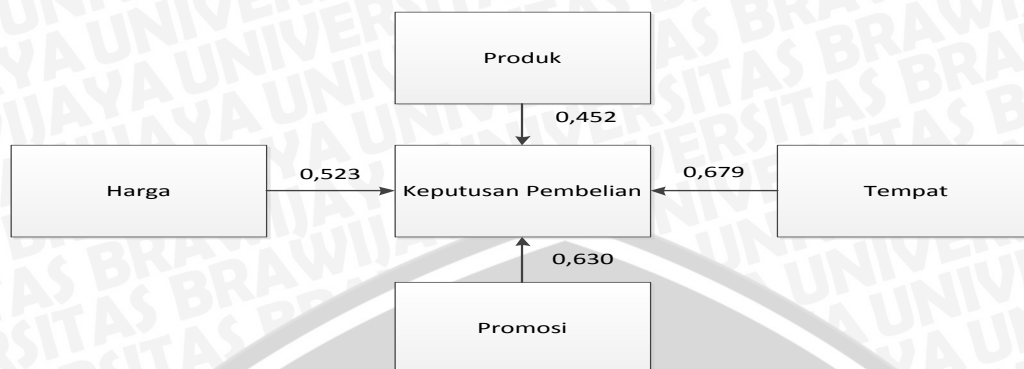 Produk
0,452
Harga
0,523
Keputusan Pembelian
0,679
Tempat
0,630
Promosi